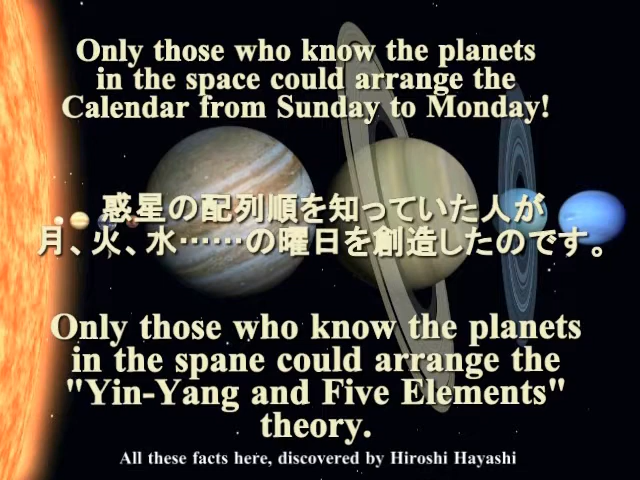 Only those who know the planets
in the space could arrange the
Calendar from Sunday to Monday!
惑星の配列順を知っていた人が
月、火、水……の曜日を創造したのです。
Only those who know the planets
in the spane could arrange the
"Yin-Yang and Five Elements"
theory.
All these facts here, discovered by Hiroshi Hayashi